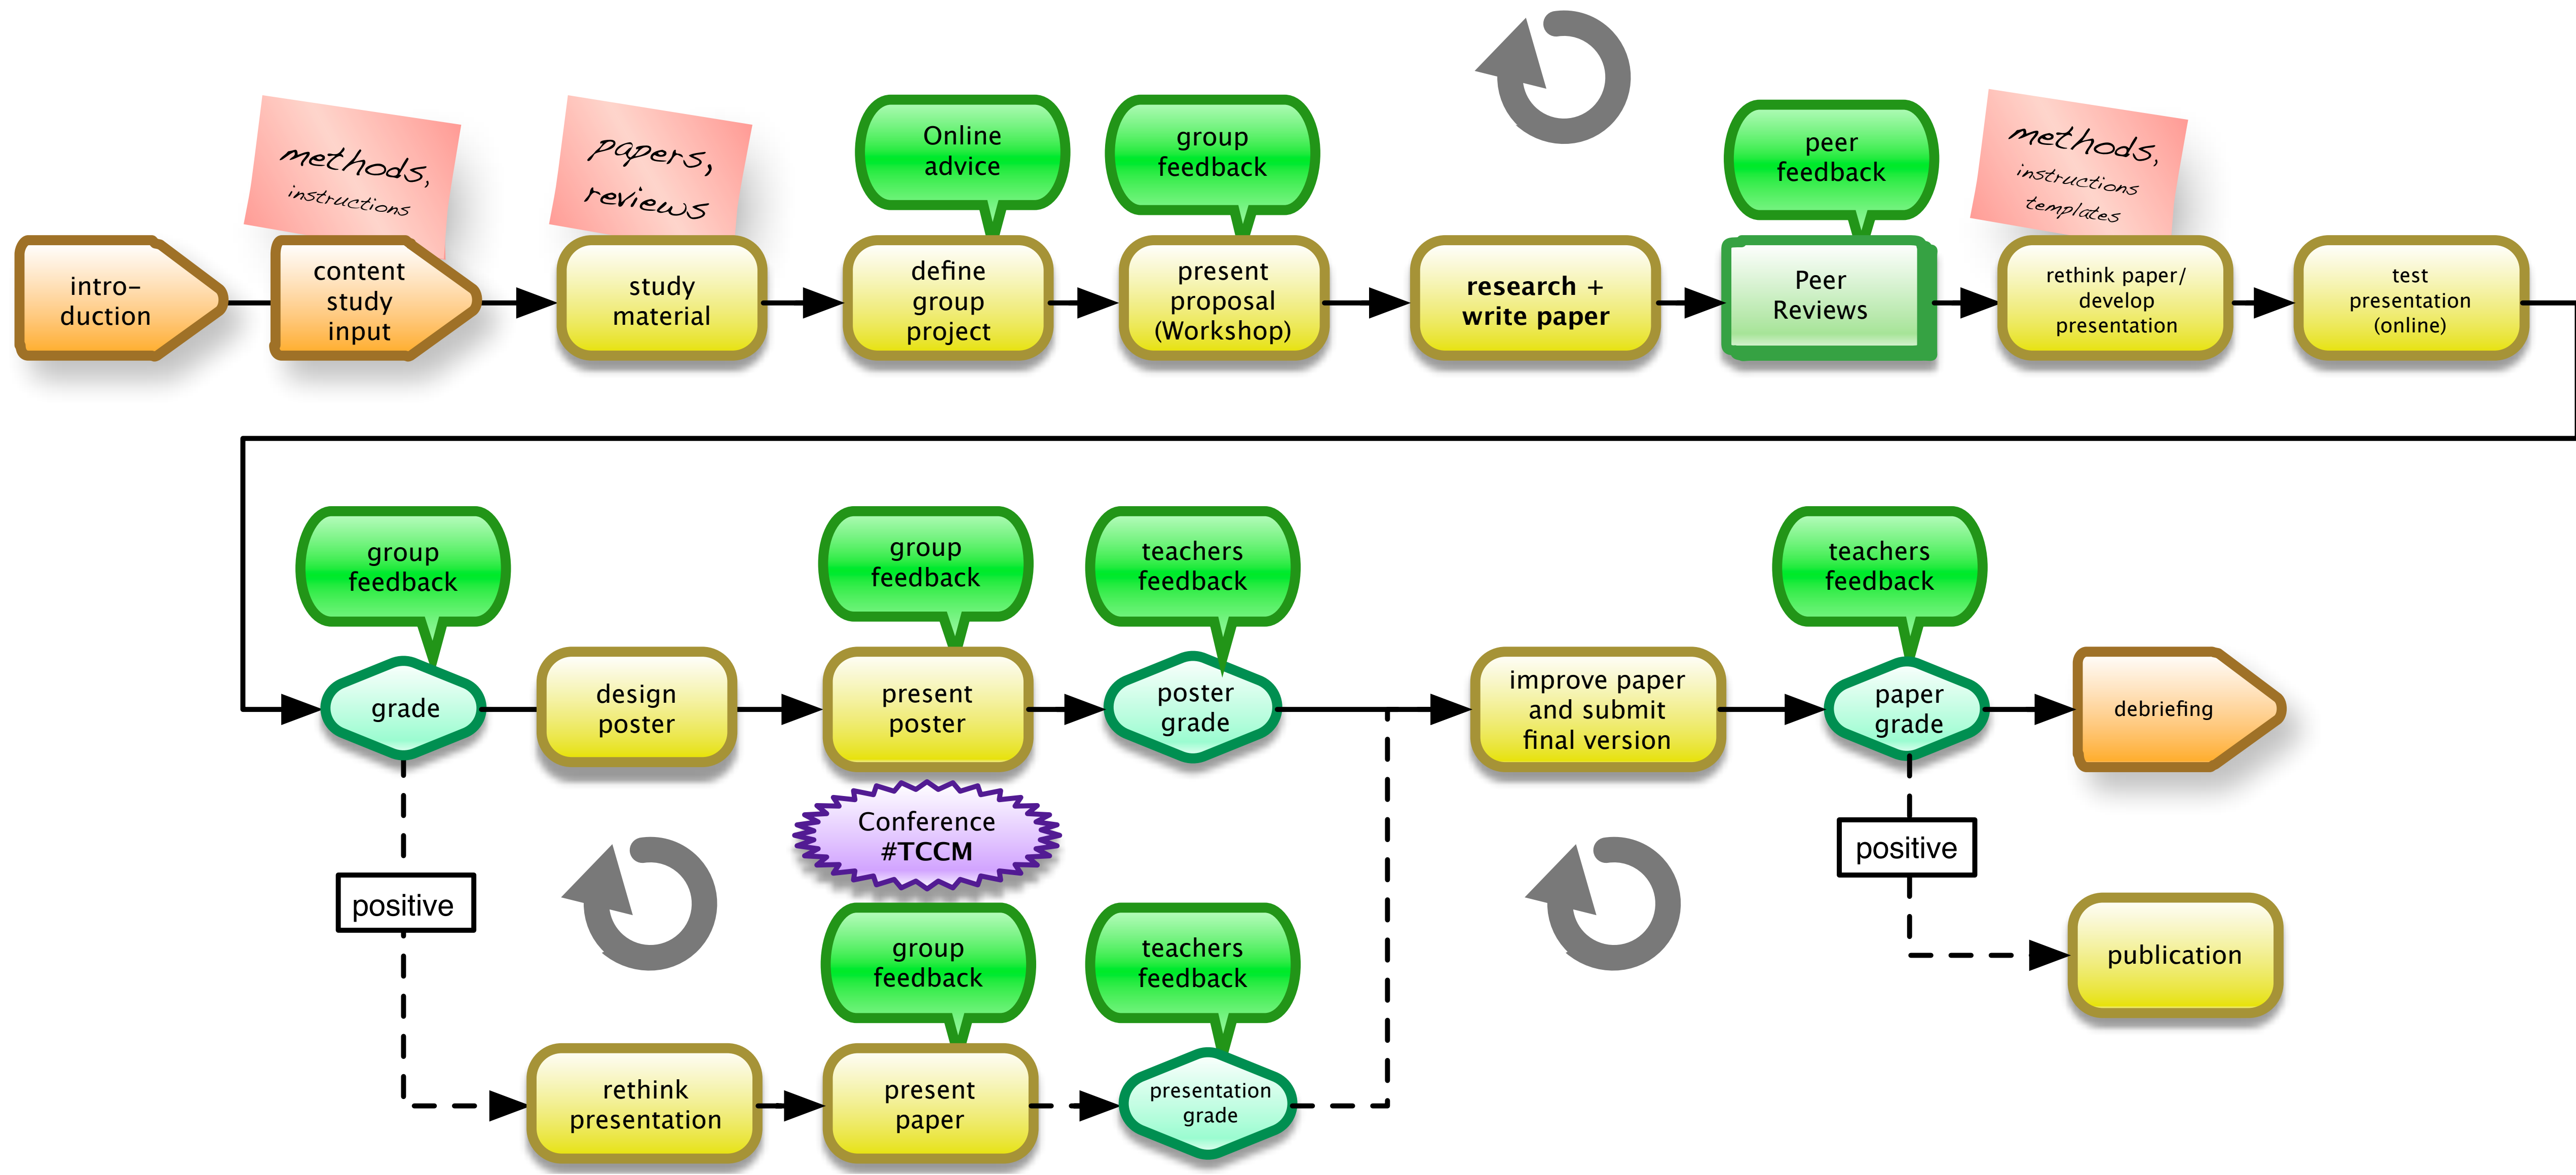 methods,
instructions
papers,
reviews
Online
advice
group
feedback
peer
feedback
methods,
instructions
templates
intro-
duction
content
study
input
study
material
define
group
project
present
proposal
(Workshop)
research +
write paper
Peer
Reviews
rethink paper/
develop
presentation
test
presentation
(online)
group
feedback
group
feedback
teachers
feedback
teachers
feedback
grade
design
poster
present
poster
poster
grade
improve paper
and submit
final version
paper
grade
debriefing
Conference
#TCCM
positive
positive
group
feedback
teachers
feedback
publication
rethink
presentation
present
paper
presentation
grade